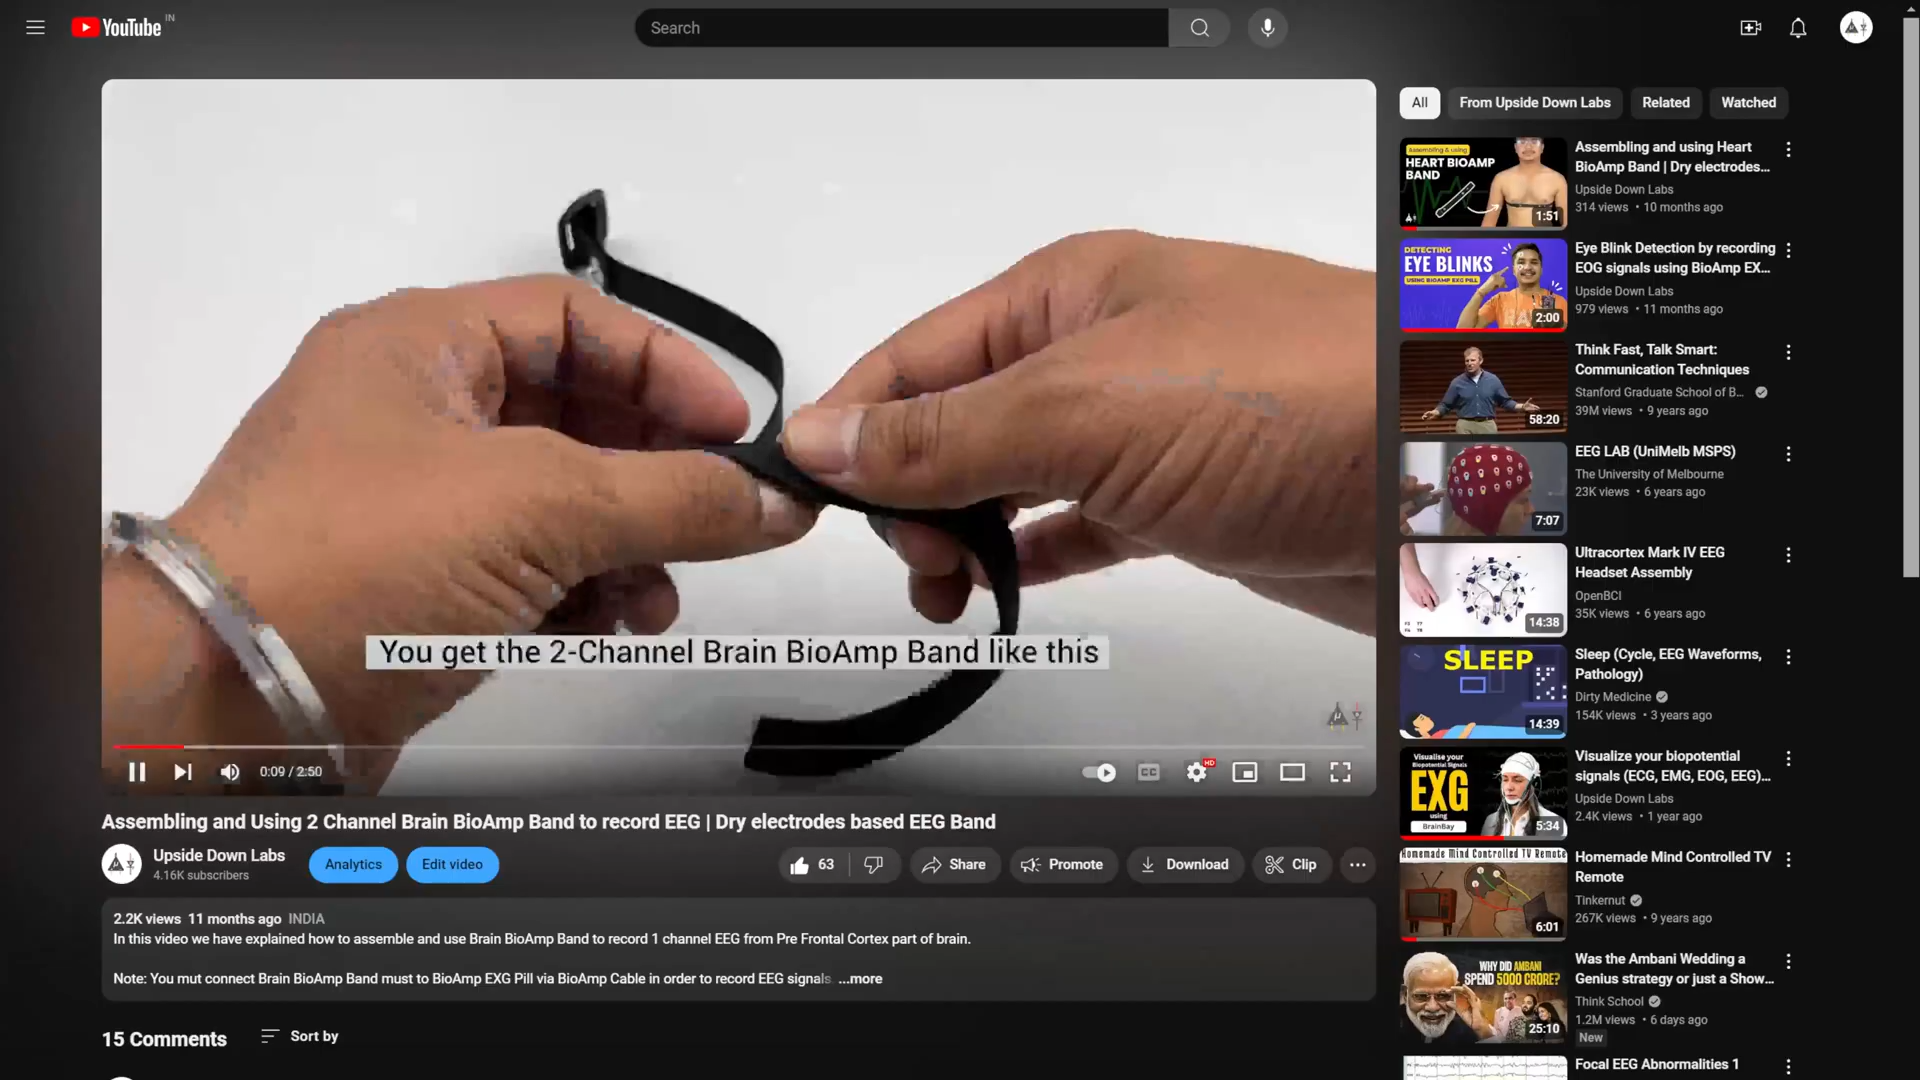 YouTube IN
Search
All
From Upside Down Labs
Related
Watched
You get the 2-Channel Brain BioAmp Band like this
0:09 / 2:50
CC
HD
Assembling and Using 2 Channel Brain BioAmp Band to record EEG | Dry electrodes based EEG Band
Upside Down Labs
4.16K subscribers
Analytics
Edit video
63
Share
Promote
Download
Clip
2.2K views 11 months ago INDIA
In this video we have explained how to assemble and use Brain BioAmp Band to record 1 channel EEG from Pre Frontal Cortex part of brain.
Note: You mut connect Brain BioAmp Band must to BioAmp EXG Pill via BioAmp Cable in order to record EEG signals. ...more
15 Comments
Sort by
Assembling & using
HEART BIOAMP
BAND
1:51
Assembling and using Heart
BioAmp Band | Dry electrodes...
Upside Down Labs
314 views • 10 months ago
DETECTING
EYE BLINKS
USING BIOAMP EXG PILL
2:00
Eye Blink Detection by recording
EOG signals using BioAmp EX...
Upside Down Labs
979 views • 11 months ago
58:20
Think Fast, Talk Smart:
Communication Techniques
Stanford Graduate School of B...
39M views • 9 years ago
7:07
EEG LAB (UniMelb MSPS)
The University of Melbourne
23K views • 6 years ago
14:38
Ultracortex Mark IV EEG
Headset Assembly
OpenBCI
35K views • 6 years ago
SLEEP
14:39
Sleep (Cycle, EEG Waveforms,
Pathology)
Dirty Medicine
154K views • 3 years ago
Visualise your
Biopotential Signals
EXG
using
BrainBay
5:34
Visualize your biopotential
signals (ECG, EMG, EOG, EEG)...
Upside Down Labs
2.4K views • 1 year ago
Homemade Mind Controlled TV Remote
6:01
Homemade Mind Controlled TV
Remote
Tinkernut
267K views • 9 years ago
WHY DID AMBANI
SPEND 5000 CRORE?
25:10
Was the Ambani Wedding a
Genius strategy or just a Show...
Think School
1.2M views • 6 days ago
New
Focal EEG Abnormalities 1